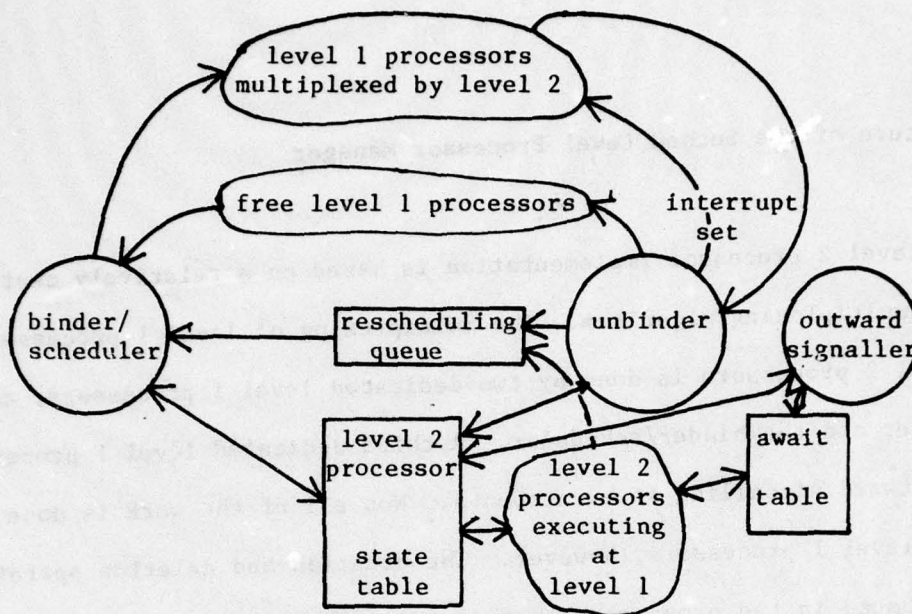 level 1 processors
multiplexed by level 2
free level 1 processors
interrupt
set
binder/
scheduler
rescheduling
queue
unbinder
outward
signaller
level 2
processor
state
table
level 2
processors
executing
at
level 1
await
table